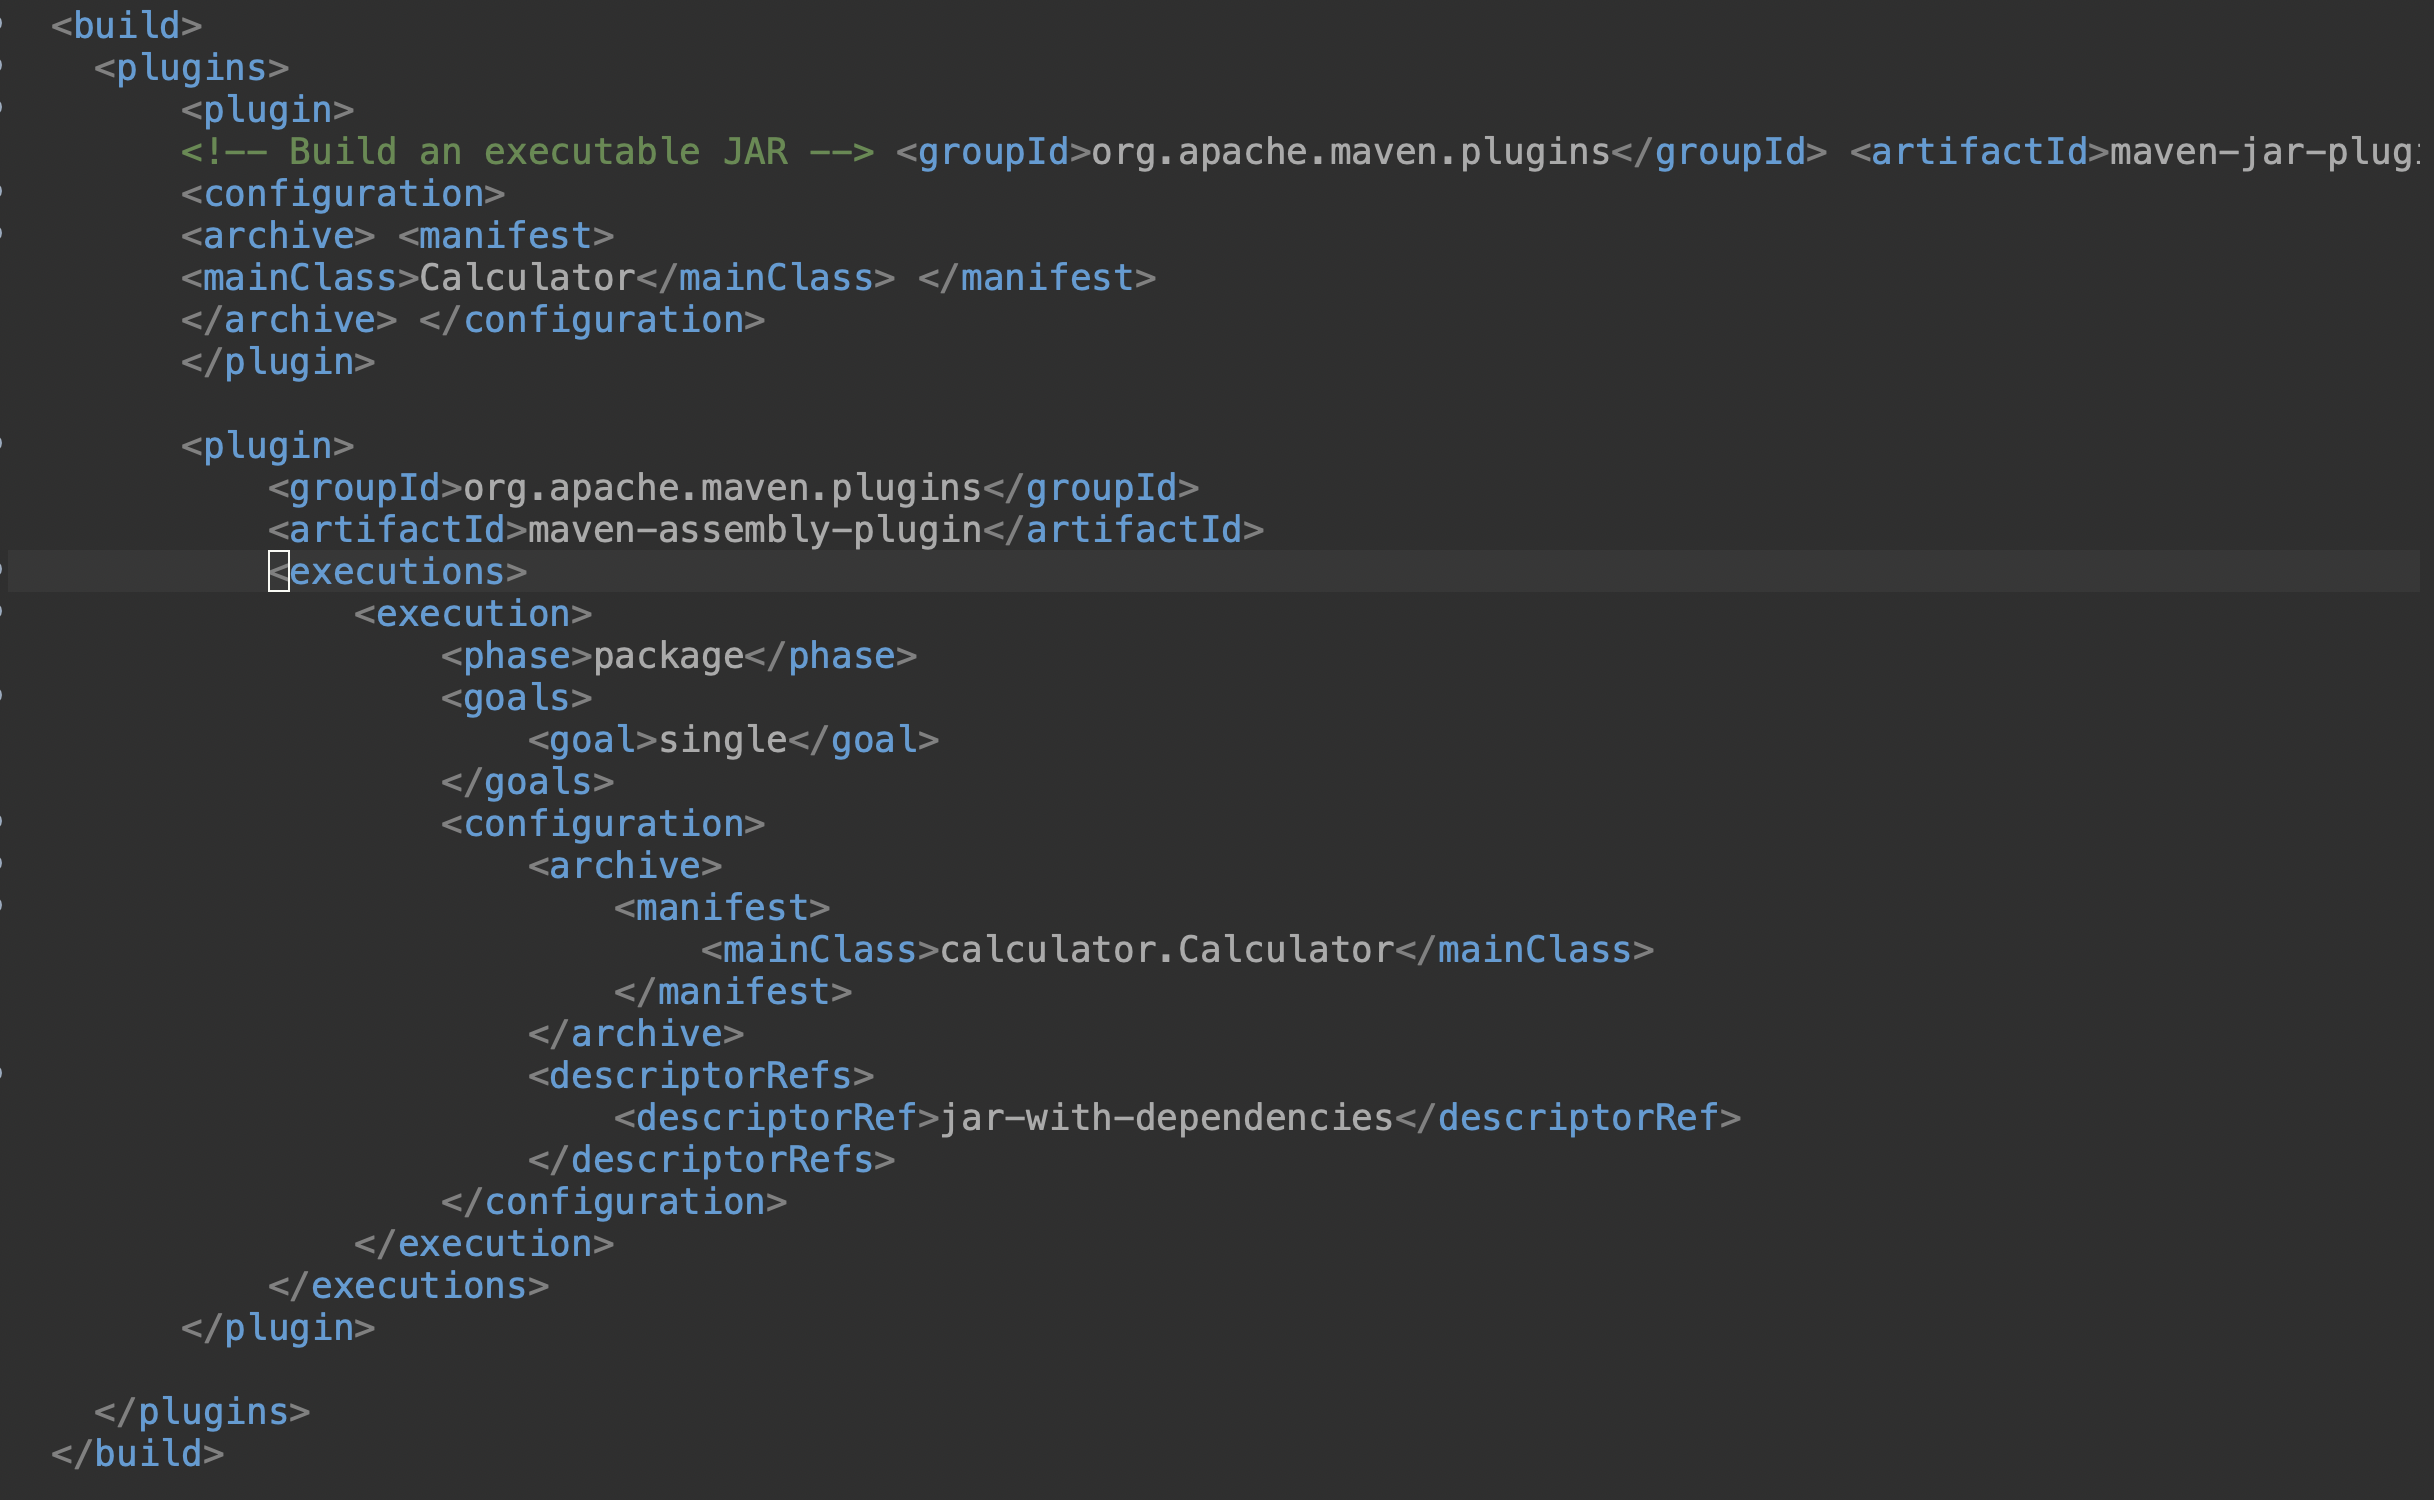 <build>
<plugins>
<plugin>
<!-- Build an executable JAR --> <groupId>org.apache.maven.plugins</groupId> <artifactId>maven-jar-plug
<configuration>
<archive> <manifest>
<mainClass>Calculator</mainClass> </manifest>
</archive> </configuration>
</plugin>
<plugin>
<groupId>org.apache.maven.plugins</groupId>
<artifactId>maven-assembly-plugin</artifactId>
<executions>
<execution>
<phase>package</phase>
<goals>
<goal>single</goal>
</goals>
<configuration>
<archive>
<manifest>
<mainClass>calculator.Calculator</mainClass>
</manifest>
</archive>
<descriptorRefs>
<descriptorRef>jar-with-dependencies</descriptorRef>
</descriptorRefs>
</configuration>
</execution>
</executions>
</plugin>
</plugins>
</build>